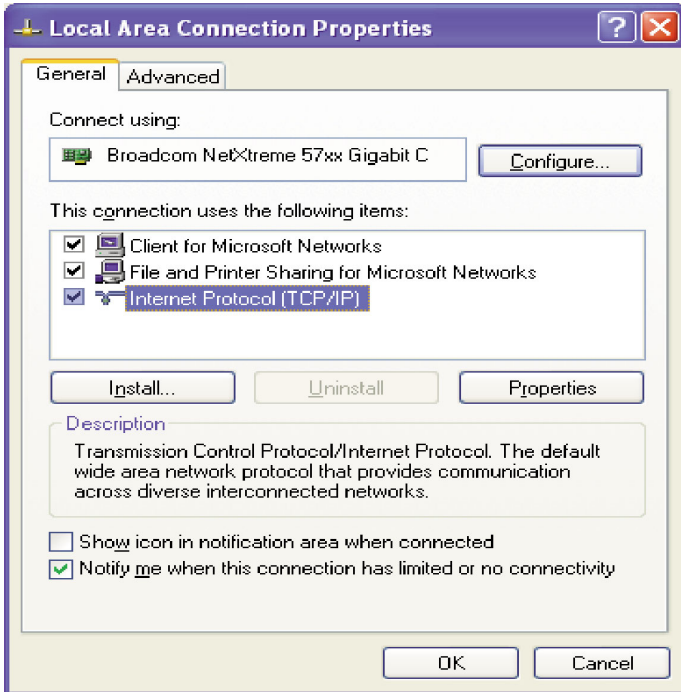 Local Area Connection Properties
General
Advanced
Connect using:
Broadcom NetXtreme 57xx Gigabit C
Configure...
This connection uses the following items:
Client for Microsoft Networks
File and Printer Sharing for Microsoft Networks
Internet Protocol (TCP/IP)
Install...
Uninstall
Properties
Description
Transmission Control Protocol/Internet Protocol. The default
wide area network protocol that provides communication
across diverse interconnected networks.
Show icon in notification area when connected
Notify me when this connection has limited or no connectivity
OK
Cancel